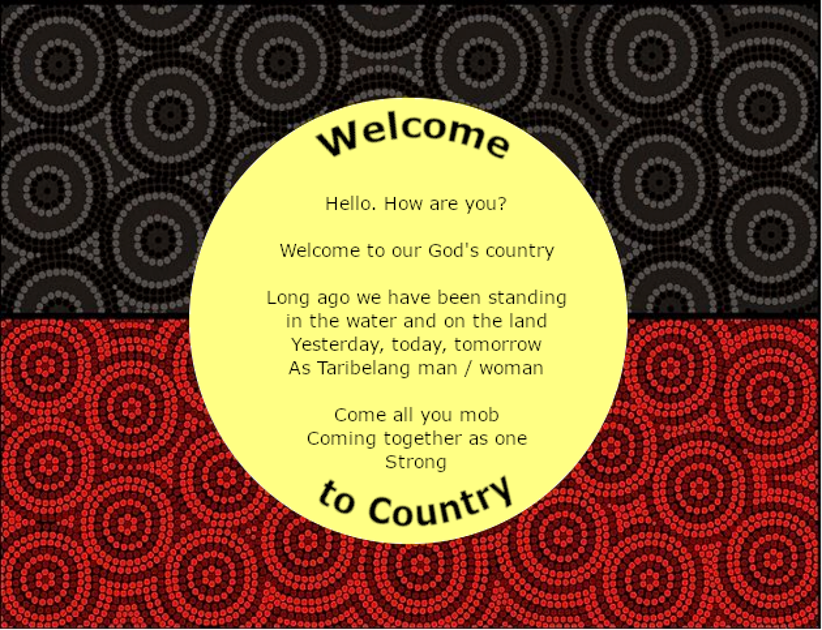 Welcome
Hello. How are you?
Welcome to our God's country
Long ago we have been standing
in the water and on the land
Yesterday, today, tomorrow
As Taribelang man / woman
Come all you mob
Coming together as one
Strong
to Country